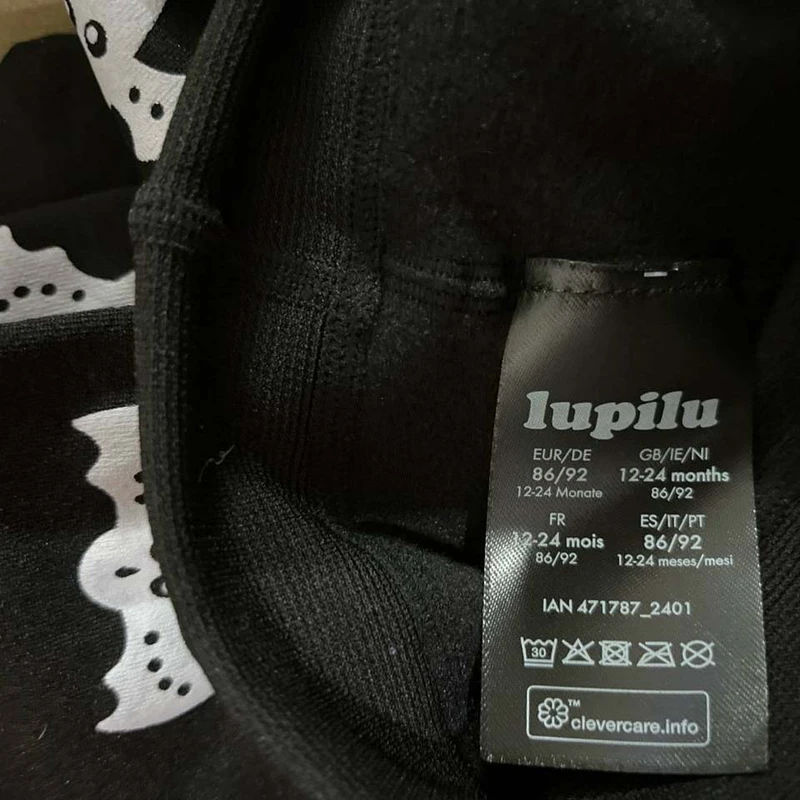 lupilu
EUR/DE GB/IE/NI
86/92 12-24 months
12-24 Monate 86/92
FR ES/IT/PT
12-24 mois 86/92
86/92 12-24 meses/mesi
IAN 471787_2401
30
™
clevercare.info